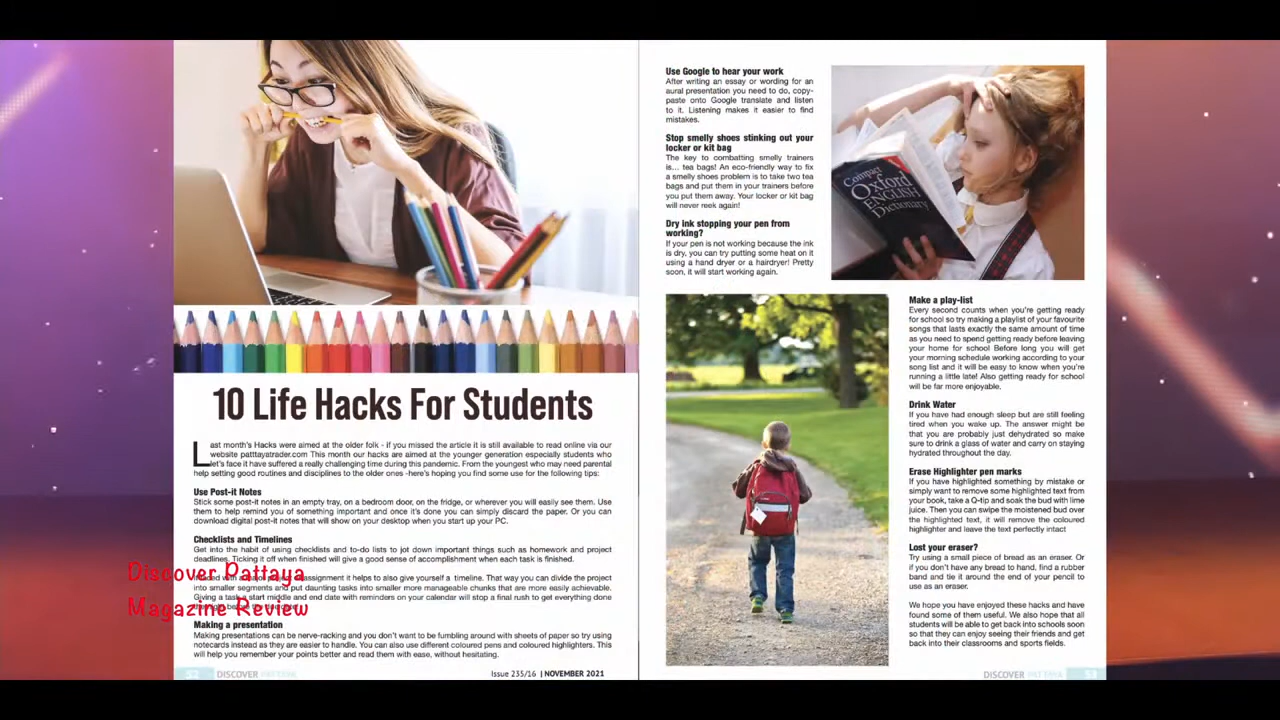 10 Life Hacks For Students
Last month's Hacks were aimed at the older folk - if you missed the article it is still available to read online via our
website patttayatrader.com This month our hacks are aimed at the younger generation especially students who
let's face it have suffered a really challenging time during this pandemic. From the youngest who may need parental
help setting good routines and disciplines to the older ones -here's hoping you find some use for the following tips:
Use Post-it Notes
Stick some post-it notes in an empty tray, on a bedroom door, on the fridge, or wherever you will easily see them. Use
them to help remind you of something important and once it's done you can simply discard the paper. Or you can
download digital post-it notes that will show on your desktop when you start up your PC.
Checklists and Timelines
Get into the habit of using checklists and to-do lists to jot down important things such as homework and project
deadlines. Ticking it off when finished will give a good sense of accomplishment when each task is finished.
assignment it helps to also give yourself a timeline. That way you can divide the project
into smaller segments and put daunting tasks into smaller more manageable chunks that are more easily achievable.
Giving a task a start middle and end date with reminders on your calendar will stop a final rush to get everything done
Discover Pattaya
Magazine Review
Making a presentation
Making presentations can be nerve-racking and you don't want to be fumbling around with sheets of paper so try using
notecards instead as they are easier to handle. You can also use different coloured pens and coloured highlighters. This
will help you remember your points better and read them with ease, without hesitating.
52 DISCOVER PATTAYA
Issue 235/16 | NOVEMBER 2021
Use Google to hear your work
After writing an essay or wording for an
aural presentation you need to do, copy-
paste onto Google translate and listen
to it. Listening makes it easier to find
mistakes.
Stop smelly shoes stinking out your
locker or kit bag
The key to combatting smelly trainers
is... tea bags! An eco-friendly way to fix
a smelly shoes problem is to take two tea
bags and put them in your trainers before
you put them away. Your locker or kit bag
will never reek again!
Dry ink stopping your pen from
working?
If your pen is not working because the ink
is dry, you can try putting some heat on it
using a hand dryer or a hairdryer! Pretty
soon, it will start working again.
Compact
Oxford
ENGLISH
Dictionary
Make a play-list
Every second counts when you're getting ready
for school so try making a playlist of your favourite
songs that lasts exactly the same amount of time
as you need to spend getting ready before leaving
your home for school Before long you will get
your morning schedule working according to your
song list and it will be easy to know when you're
running a little late! Also getting ready for school
will be far more enjoyable.
Drink Water
If you have had enough sleep but are still feeling
tired when you wake up. The answer might be
that you are probably just dehydrated so make
sure to drink a glass of water and carry on staying
hydrated throughout the day.
Erase Highlighter pen marks
If you have highlighted something by mistake or
simply want to remove some highlighted text from
your book, take a Q-tip and soak the bud with lime
juice. Then you can swipe the moistened bud over
the highlighted text, it will remove the coloured
highlighter and leave the text perfectly intact
Lost your eraser?
Try using a small piece of bread as an eraser. Or
if you don't have any bread to hand, find a rubber
band and tie it around the end of your pencil to
use as an eraser.
We hope you have enjoyed these hacks and have
found some of them useful. We also hope that all
students will be able to get back into schools soon
so that they can enjoy seeing their friends and get
back into their classrooms and sports fields.
DISCOVER PATTAYA 53